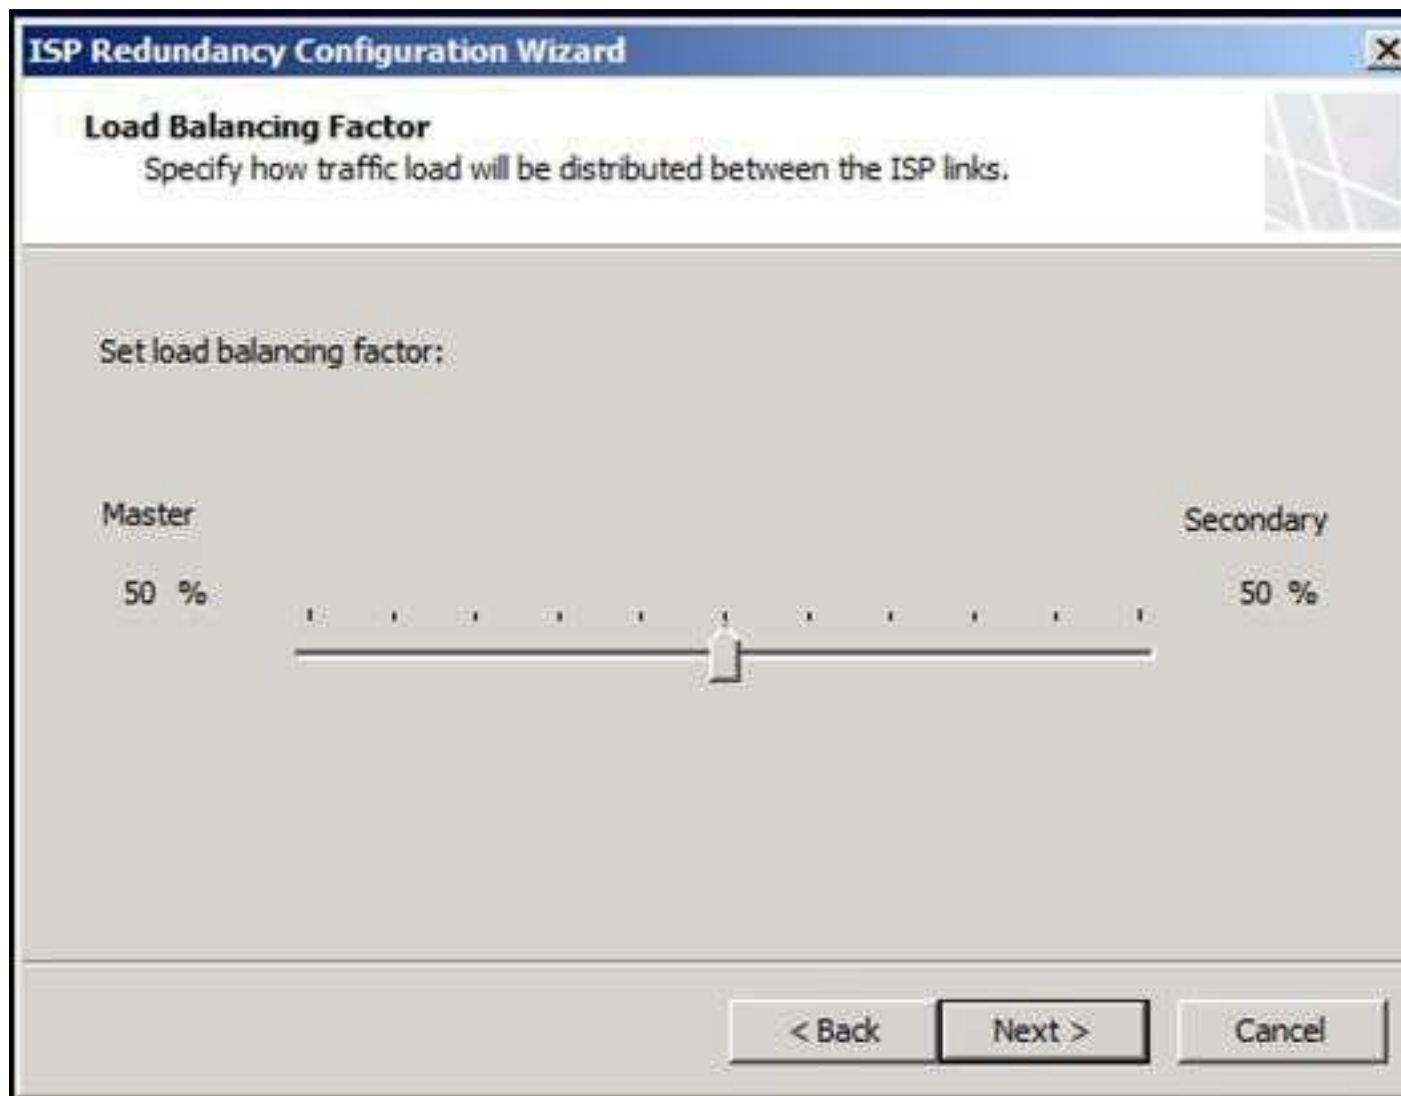 ISP Redundancy Configuration Wizard
Load Balancing Factor
Specify how traffic load will be distributed between the ISP links.
Set load balancing factor:
Master
Secondary
50 %
50 %
< Back
Next >
Cancel